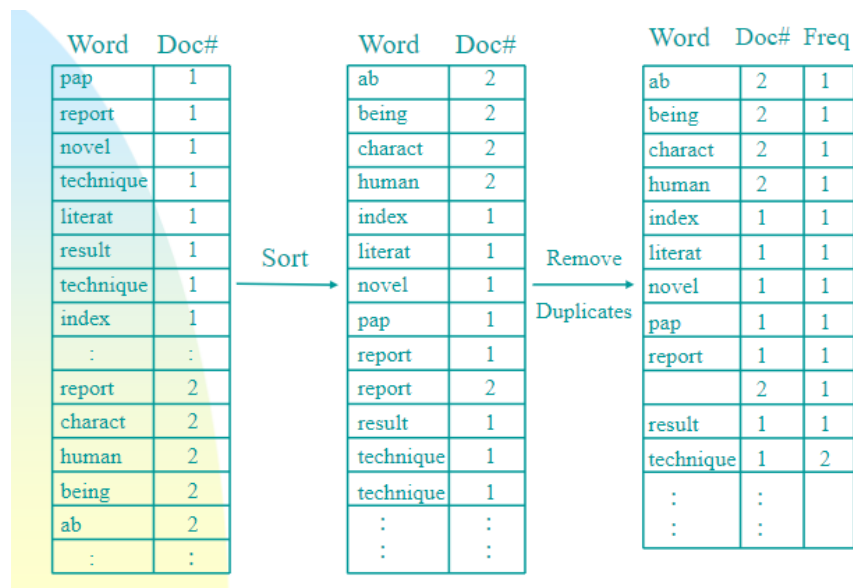 Word Doc#
pap 1
report 1
novel 1
technique 1
literat 1
result 1
technique 1
index 1
: :
report 2
charact 2
human 2
being 2
ab 2
: :
Sort
Word Doc#
ab 2
being 2
charact 2
human 2
index 1
literat 1
novel 1
pap 1
report 1
report 2
result 1
technique 1
technique 1
: :
: :
Remove
Duplicates
Word Doc# Freq
ab 2 1
being 2 1
charact 2 1
human 2 1
index 1 1
literat 1 1
novel 1 1
pap 1 1
report 1 1
2 1
result 1 1
technique 1 2
: :
: :